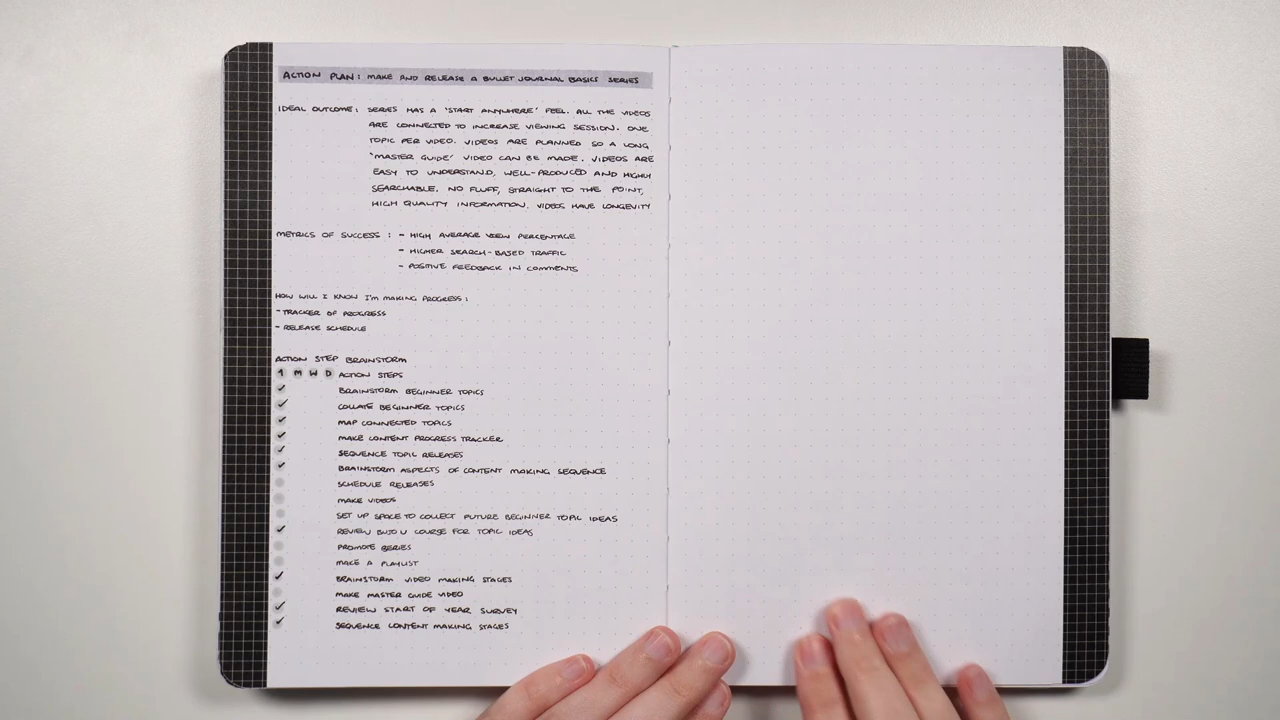 ACTION PLAN: MAKE AND RELEASE A BULLET JOURNAL BASICS SERIES
IDEAL OUTCOME: SERIES HAS A 'START ANYWHERE' FEEL. ALL THE VIDEOS
ARE CONNECTED TO INCREASE VIEWING SESSION. ONE
TOPIC PER VIDEO. VIDEOS ARE PLANNED SO A LONG
'MASTER GUIDE' VIDEO CAN BE MADE. VIDEOS ARE
EASY TO UNDERSTAND, WELL-PRODUCED AND HIGHLY
SEARCHABLE, NO FLUFF, STRAIGHT TO THE POINT,
HIGH QUALITY INFORMATION. VIDEOS HAVE LONGEVITY
METRICS OF SUCCESS: - HIGH AVERAGE VIEW PERCENTAGE
- HIGHER SEARCH-BASED TRAFFIC
- POSITIVE FEEDBACK IN COMMENTS
HOW WILL I KNOW I'M MAKING PROGRESS:
- TRACKER OF PROGRESS
- RELEASE SCHEDULE
ACTION STEP BRAINSTORM
1 M W D ACTION STEPS
✓ BRAINSTORM BEGINNER TOPICS
✓ COLLATE BEGINNER TOPICS
✓ MAP CONNECTED TOPICS
✓ MAKE CONTENT PROGRESS TRACKER
✓ SEQUENCE TOPIC RELEASES
✓ BRAINSTORM ASPECTS OF CONTENT MAKING SEQUENCE
SCHEDULE RELEASES
MAKE VIDEOS
SET UP SPACE TO COLLECT FUTURE BEGINNER TOPIC IDEAS
✓ REVIEW BUJO U COURSE FOR TOPIC IDEAS
PROMOTE SERIES
MAKE A PLAYLIST
✓ BRAINSTORM VIDEO MAKING STAGES
MAKE MASTER GUIDE VIDEO
✓ REVIEW START OF YEAR SURVEY
✓ SEQUENCE CONTENT MAKING STAGES